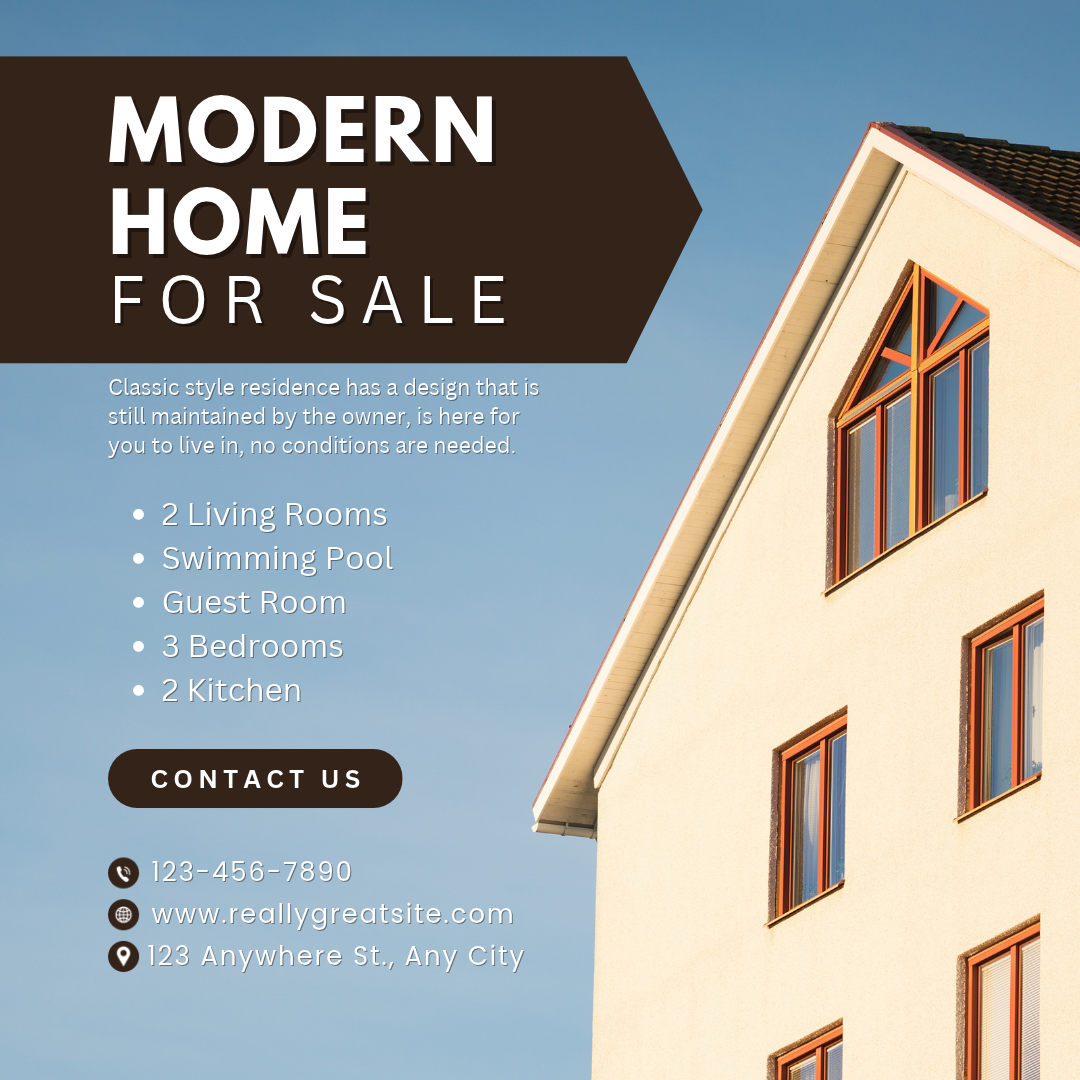 MODERN
HOME
FOR SALE
Classic style residence has a design that is
still maintained by the owner, is here for
you to live in, no conditions are needed.
2 Living Rooms
Swimming Pool
Guest Room
3 Bedrooms
2 Kitchen
CONTACT US
123-456-7890
www.reallygreatsite.com
123 Anywhere St., Any City